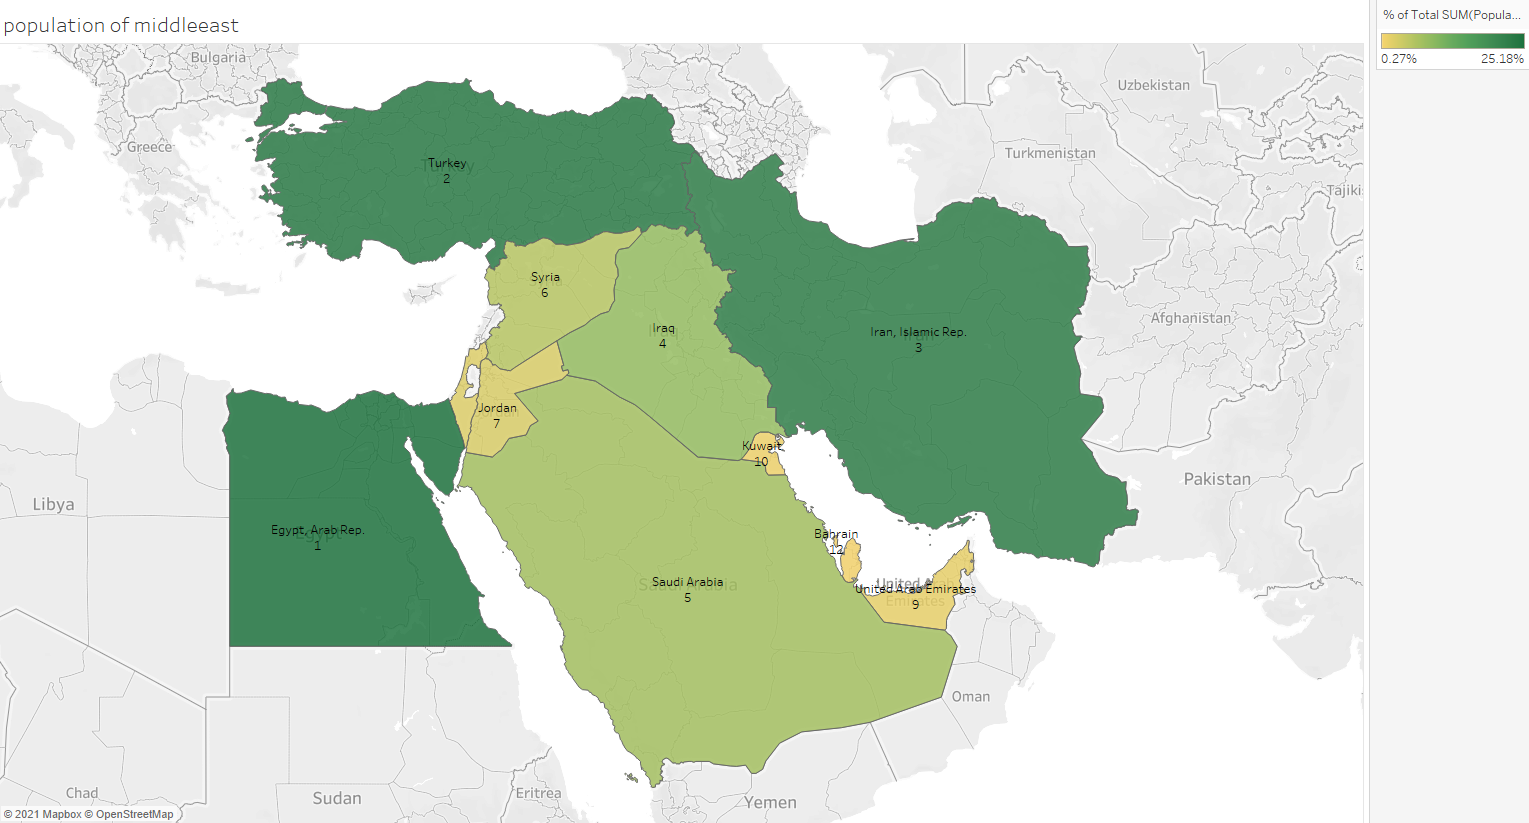 population of middleeast
% of Total SUM(Popula...
0.27% 25.18%
Bulgaria
Uzbekistan
Greece
Turkmenistan
Turkey
2
Tajiki
Syria
6
Iraq
4
Iran, Islamic Rep.
3
Afghanistan
Jordan
7
Kuwait
10
Pakistan
Libya
Egypt, Arab Rep.
1
Bahrain
12
Saudi Arabia
5
United Arab Emirates
9
Oman
Chad
Sudan
Eritrea
Yemen
© 2021 Mapbox © OpenStreetMap